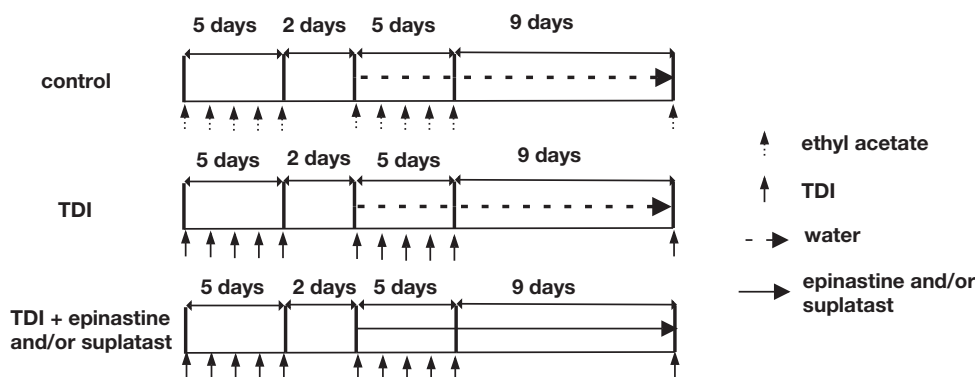 5 days 2 days 5 days 9 days
control
5 days 2 days 5 days 9 days
TDI
5 days 2 days 5 days 9 days
TDI + epinastine
and/or suplatast
ethyl acetate
TDI
water
epinastine and/or
suplatast